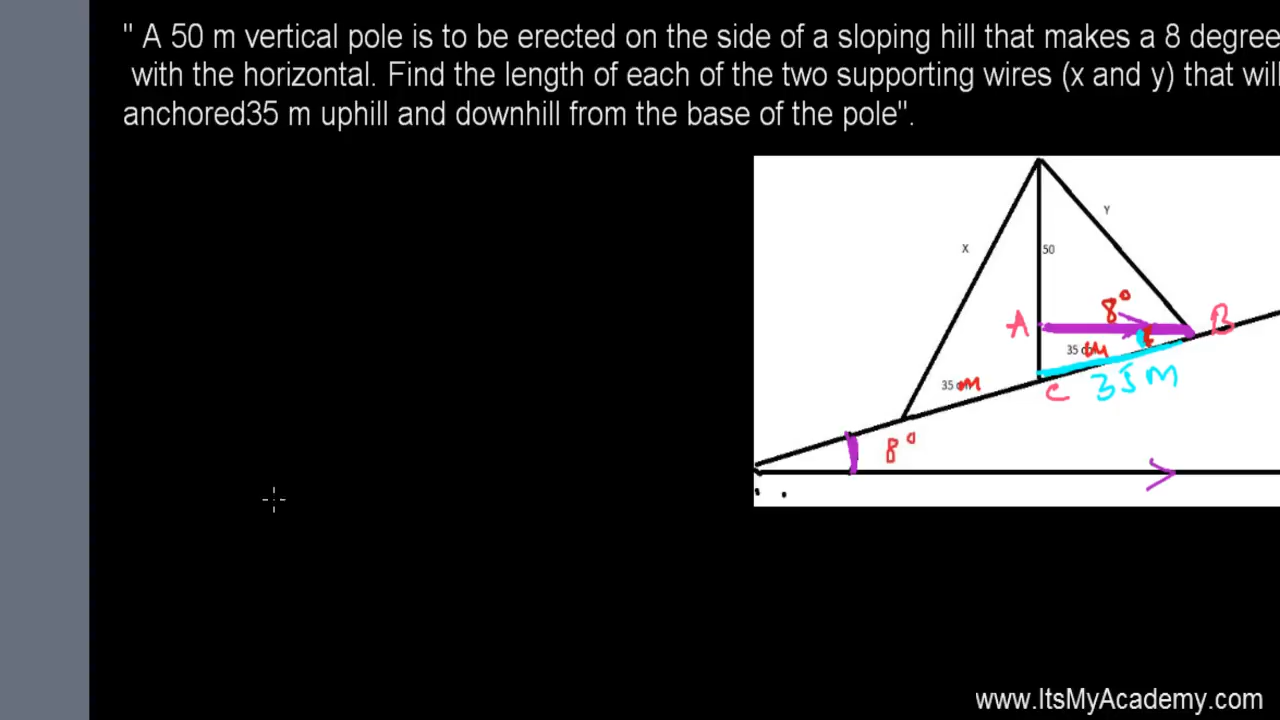 " A 50 m vertical pole is to be erected on the side of a sloping hill that makes a 8 degree
with the horizontal. Find the length of each of the two supporting wires (x and y) that will
anchored35 m uphill and downhill from the base of the pole".
X
Y
50
8°
A
B
35 m
35 m
C
35 M
8°
www.ItsMyAcademy.com